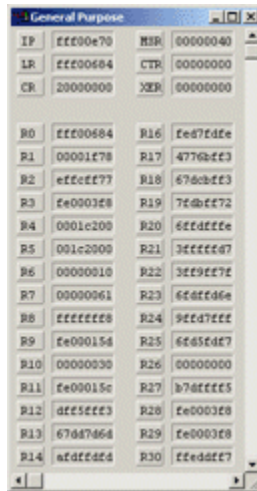 General Purpose
IP fff00e70 MSR 00000040
LR fff00684 CTR 00000000
CR 20000000 XER 00000000
R0 fff00684 R16 fed7fdfe
R1 00001f78 R17 4776bff3
R2 effcff77 R18 67dcbff3
R3 fe0003f8 R19 7fdbff72
R4 0001c200 R20 6ffdfffe
R5 001c2000 R21 3fffffd7
R6 00000010 R22 3ff9ff7f
R7 00000061 R23 6fdffd6e
R8 fffffff8 R24 9ffd7fff
R9 fe00015d R25 6fd5fdf7
R10 00000030 R26 00000000
R11 fe00015c R27 b7dffff5
R12 dff5fff3 R28 fe0003f8
R13 67dd7d6d R29 fe0003f8
R14 afdffdfd R30 ffeddff7